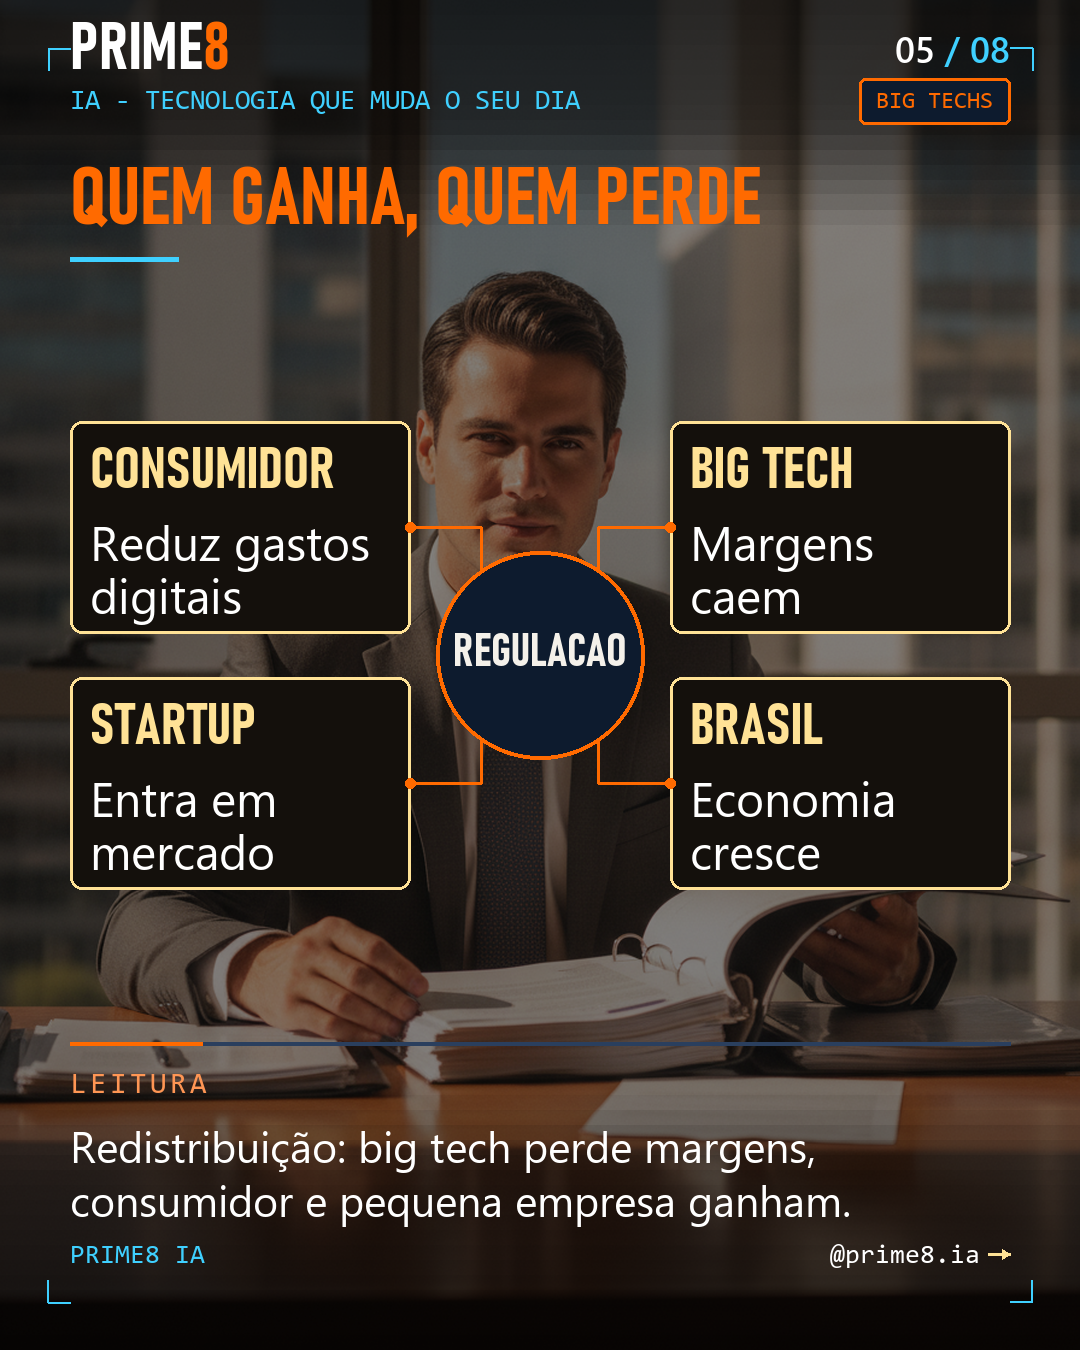 PRIME8
05 / 08
IA - TECNOLOGIA QUE MUDA O SEU DIA
BIG TECHS
QUEM GANHA, QUEM PERDE
CONSUMIDOR
Reduz gastos
digitais
BIG TECH
Margens
caem
REGULACAO
STARTUP
Entra em
mercado
BRASIL
Economia
cresce
LEITURA
Redistribuição: big tech perde margens,
consumidor e pequena empresa ganham.
PRIME8 IA
@prime8.ia